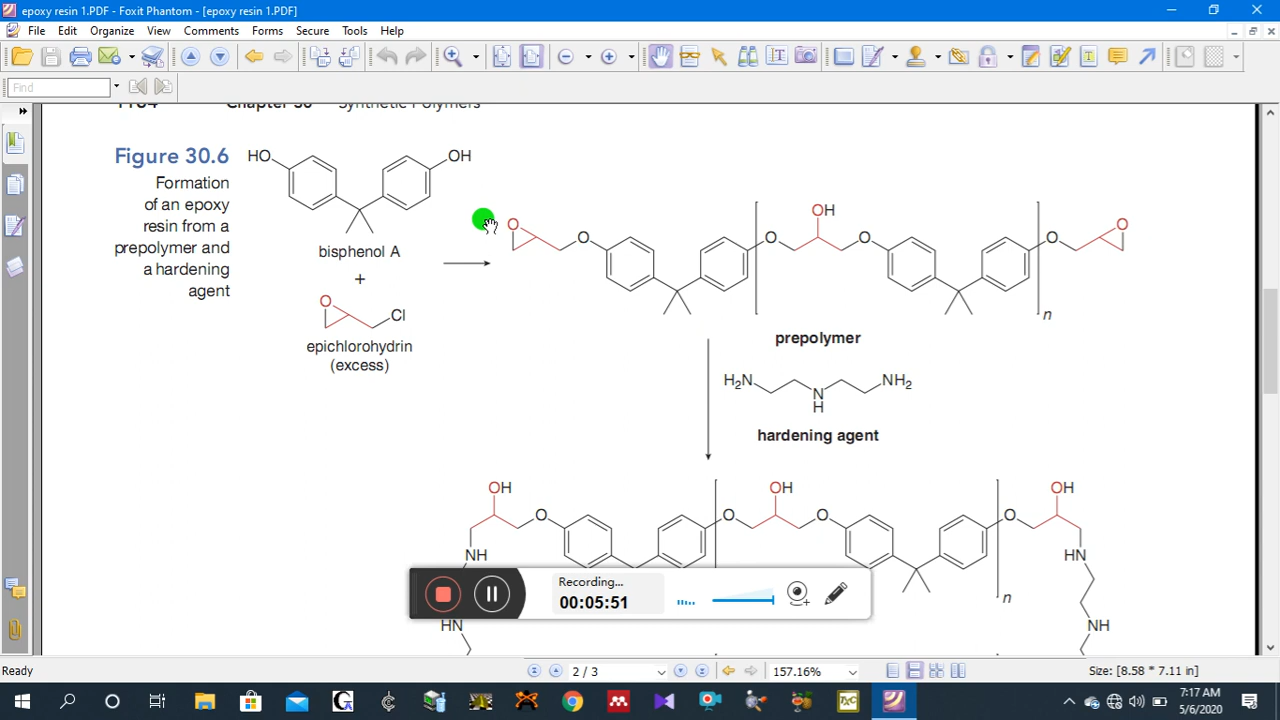 epoxy resin 1.PDF - Foxit Phantom - [epoxy resin 1.PDF]
File Edit Organize View Comments Forms Secure Tools Help
Find
Chapter 30 Synthetic Polymers
Figure 30.6
Formation
of an epoxy
resin from a
prepolymer and
a hardening
agent
HO
OH
bisphenol A
+
O
Cl
epichlorohydrin
(excess)
O
O
O
OH
O
O
O
n
prepolymer
H2N
N
H
NH2
hardening agent
OH
O
O
OH
O
O
OH
n
NH
HN
NH
HN
Recording...
00:05:51
Ready
2 / 3
157.16%
Size: [8.58 * 7.11 in]
7:17 AM
5/6/2020